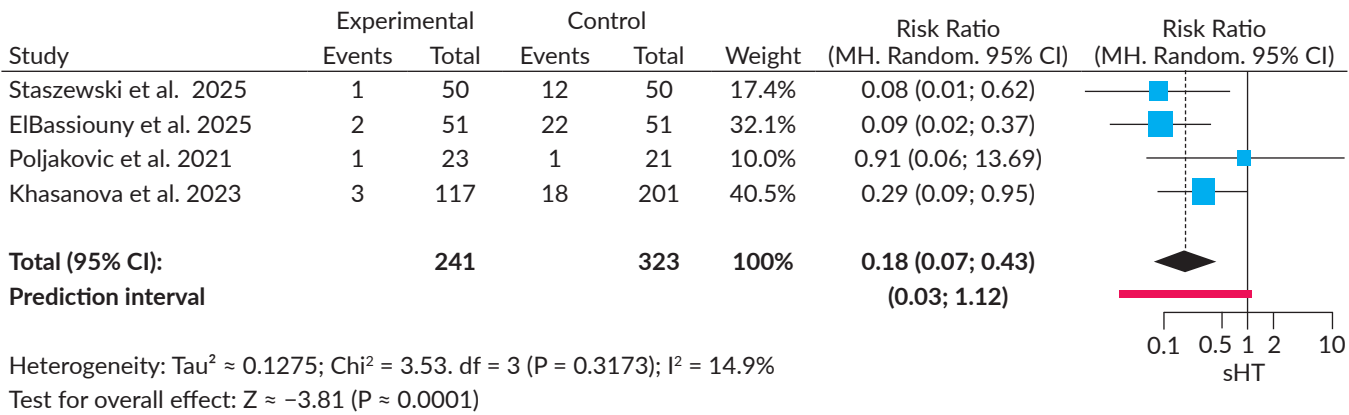 Experimental Control Risk Ratio Risk Ratio
Study Events Total Events Total Weight (MH. Random. 95% CI) (MH. Random. 95% CI)
Staszewski et al. 2025 1 50 12 50 17.4% 0.08 (0.01; 0.62)
ElBassiouny et al. 2025 2 51 22 51 32.1% 0.09 (0.02; 0.37)
Poljakovic et al. 2021 1 23 1 21 10.0% 0.91 (0.06; 13.69)
Khasanova et al. 2023 3 117 18 201 40.5% 0.29 (0.09; 0.95)
Total (95% CI): 241 323 100% 0.18 (0.07; 0.43)
Prediction interval (0.03; 1.12)
0.1 0.5 1 2 10
sHT
Heterogeneity: Tau² ≈ 0.1275; Chi² = 3.53. df = 3 (P = 0.3173); I² = 14.9%
Test for overall effect: Z ≈ −3.81 (P ≈ 0.0001)